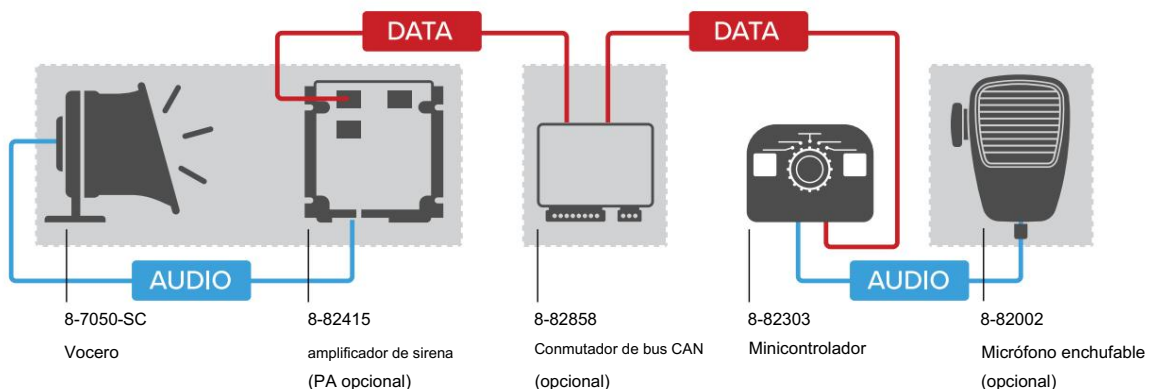 DATA
DATA
AUDIO
AUDIO
8-7050-SC
Vocero
8-82415
amplificador de sirena
(PA opcional)
8-82858
Conmutador de bus CAN
(opcional)
8-82303
Minicontrolador
8-82002
Micrófono enchufable
(opcional)